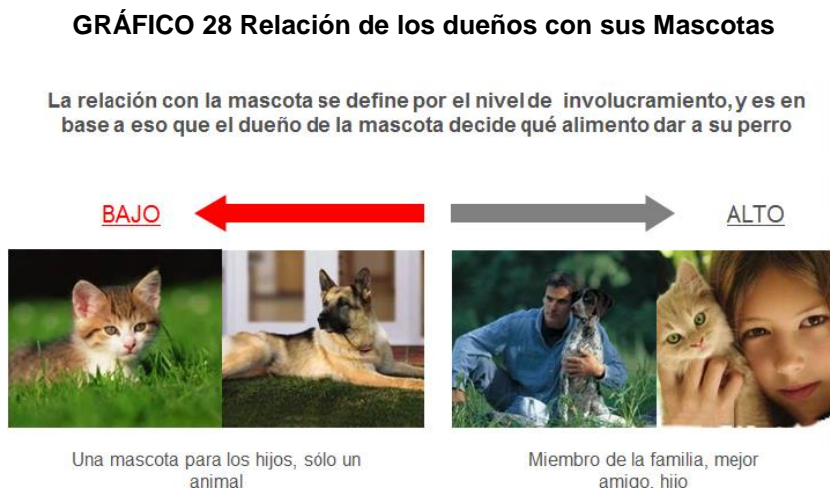 GRÁFICO 28 Relación de los dueños con sus Mascotas
La relación con la mascota se define por el nivel de involucramiento, y es en
base a eso que el dueño de la mascota decide qué alimento dar a su perro
BAJO
ALTO
Una mascota para los hijos, sólo un
animal
Miembro de la familia, mejor
amigo, hijo